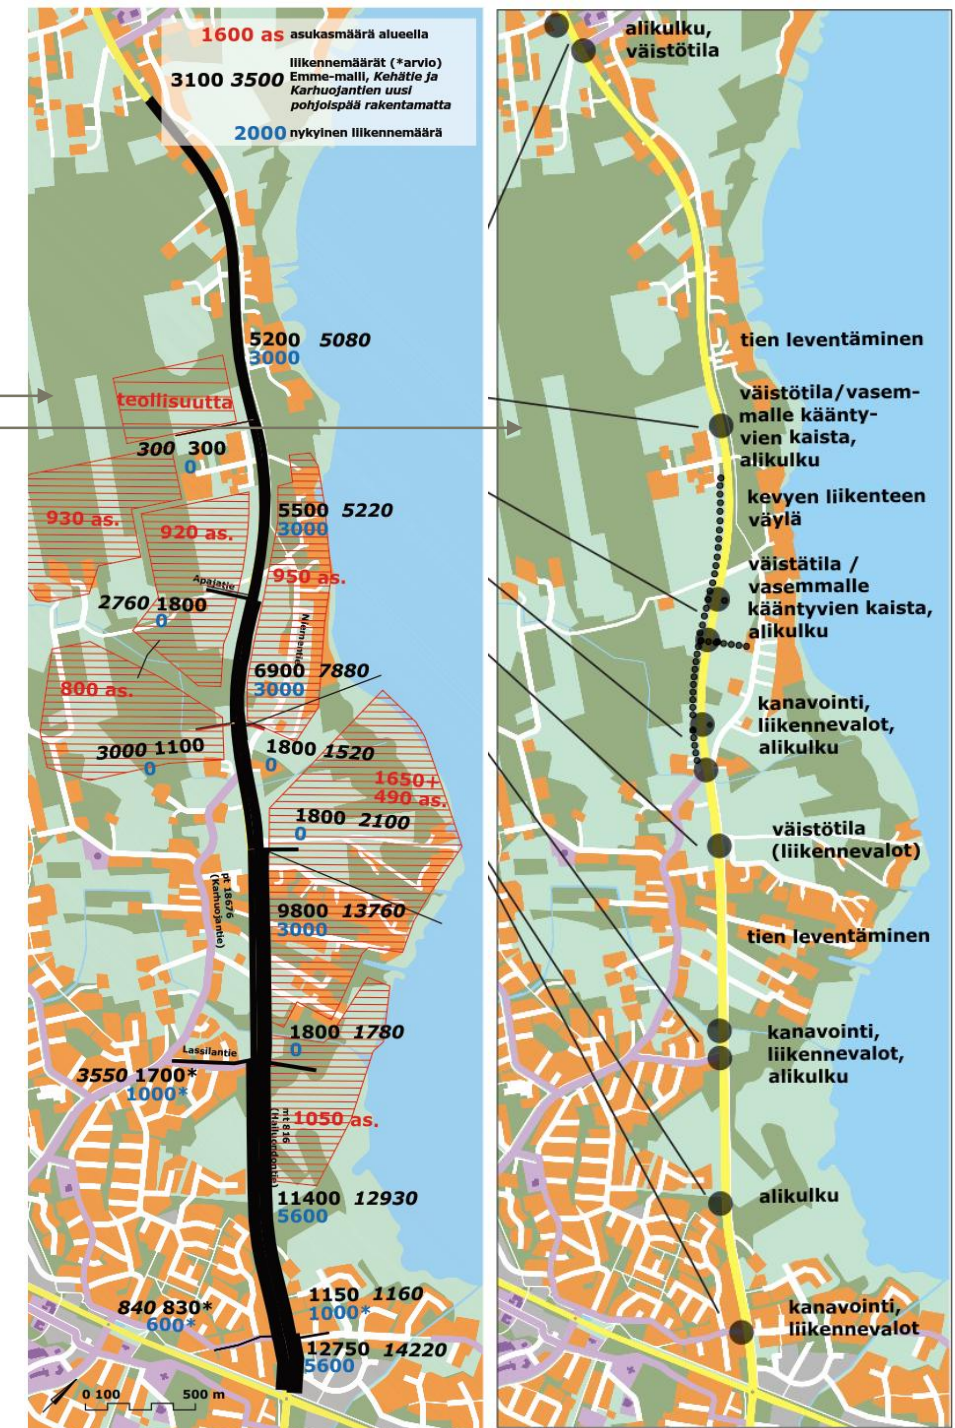 1600 as asukasmäärä alueella
liikennemäärät (*arvio)
3100 3500 Emme-malli, Kehätie ja
Karhuojantien uusi
pohjoispää rakentamatta
2000 nykyinen liikennemäärä
5200 5080
3000
teollisuutta
300 300
0
5500 5220
3000
930 as.
920 as.
950 as.
Apajatie
2760 1800
0
Niementie
6900 7880
3000
800 as.
3000 1100
0
1800 1520
0
1650+
490 as.
1800 2100
0
pt 18676
(Karhuojantie)
9800 13760
3000
1800 1780
0
Lassilantie
3550 1700*
1000*
mt 816
1050 as.
11400 12930
5600
1150 1160
1000*
840 830*
600*
12750 14220
5600
0 100 500 m
alikulku,
väistötila
tien leventäminen
väistötila/vasem-
malle käänty-
vien kaista,
alikulku
kevyen liikenteen
väylä
väistätila /
vasemmalle
kääntyvien kaista,
alikulku
kanavointi,
liikennevalot,
alikulku
väistötila
(liikennevalot)
tien leventäminen
kanavointi,
liikennevalot,
alikulku
alikulku
kanavointi,
liikennevalot